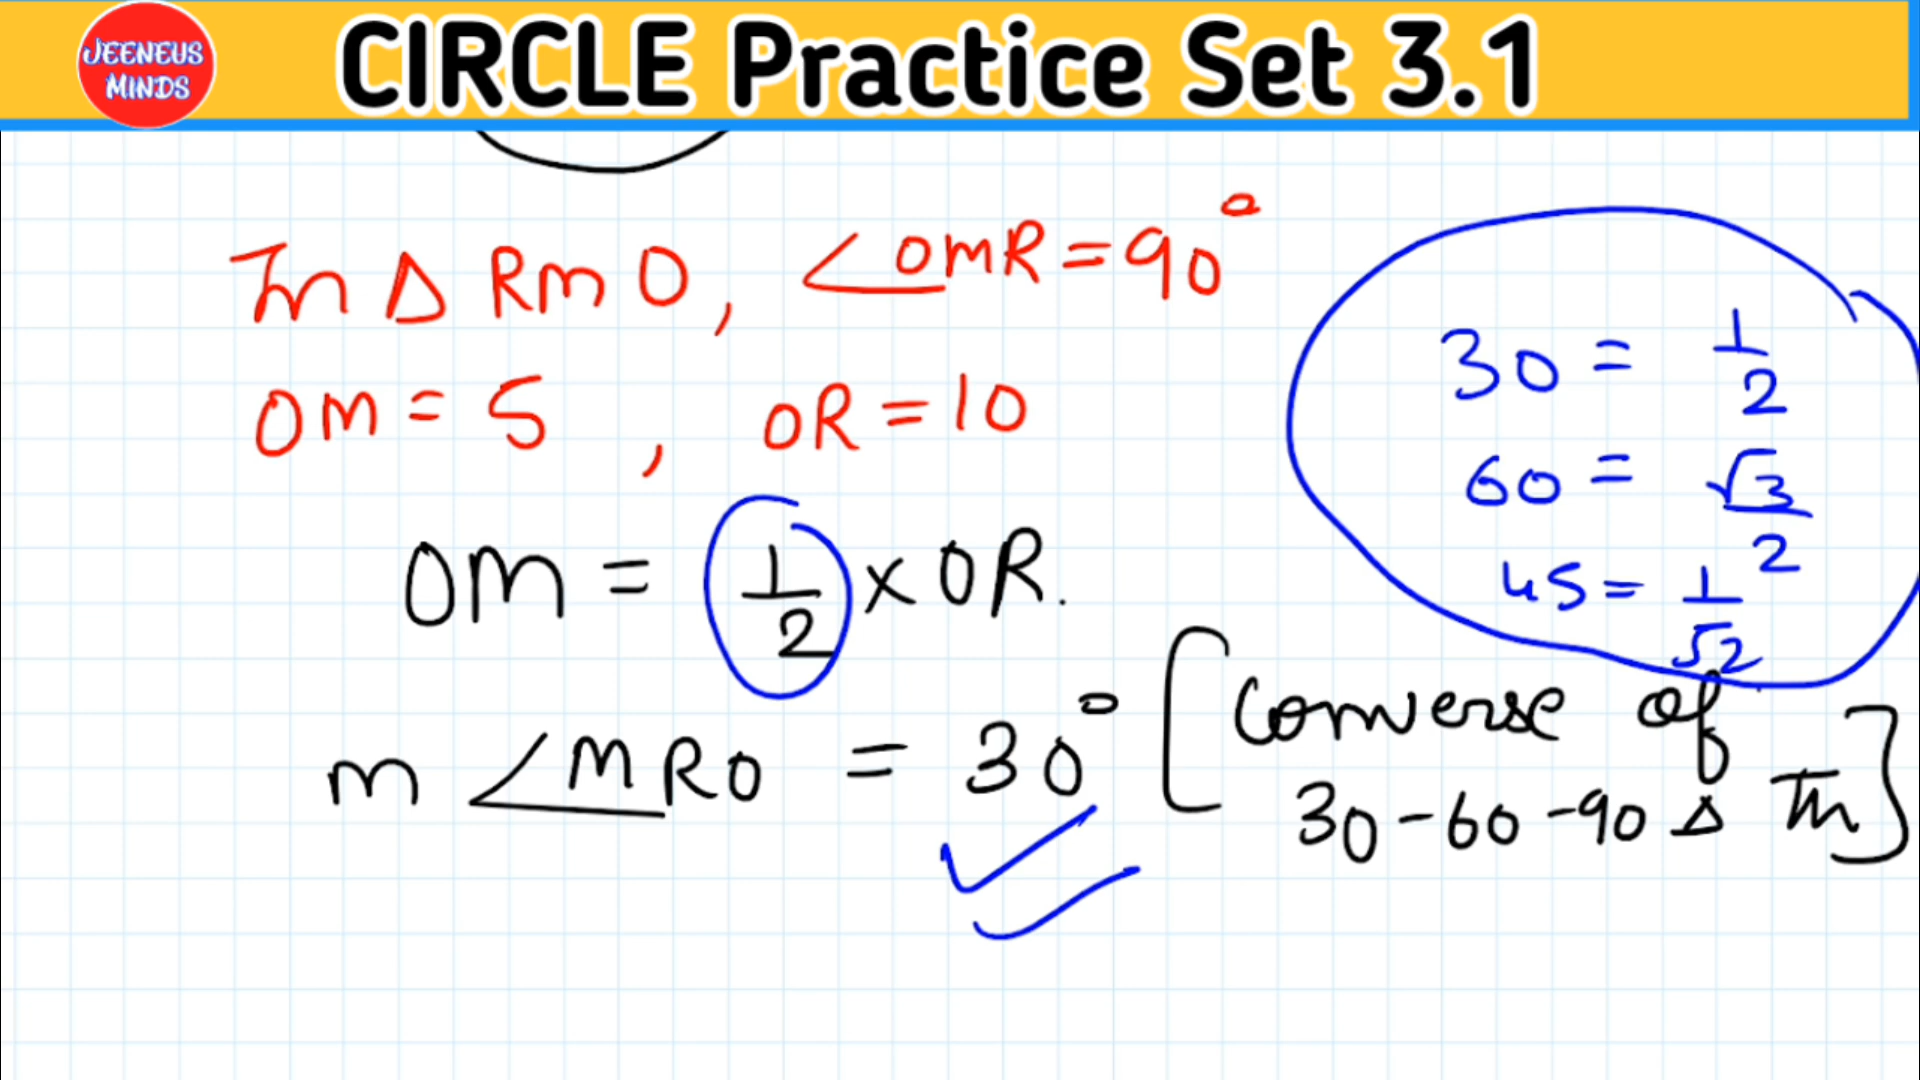 JEENEUS
MINDS
CIRCLE Practice Set 3.1
In Δ RMO, ∠OMR = 90°
OM = 5, OR = 10
OM = 1/2 × OR.
m ∠MRO = 30° [Converse of
30-60-90 Δ Th]
30 = 1/2
60 = √3/2
45 = 1/√2